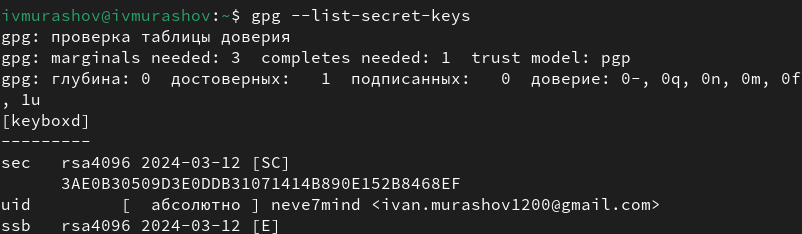 ivmurashov@ivmurashov:~$ gpg --list-secret-keys
gpg: проверка таблицы доверия
gpg: marginals needed: 3  completes needed: 1  trust model: pgp
gpg: глубина: 0  достоверных:   1  подписанных:   0  доверие: 0-, 0q, 0n, 0m, 0f
, 1u
[keyboxd]
---------
sec   rsa4096 2024-03-12 [SC]
      3AE0B30509D3E0DDB31071414B890E152B8468EF
uid         [  абсолютно ] neve7mind <ivan.murashov1200@gmail.com>
ssb   rsa4096 2024-03-12 [E]